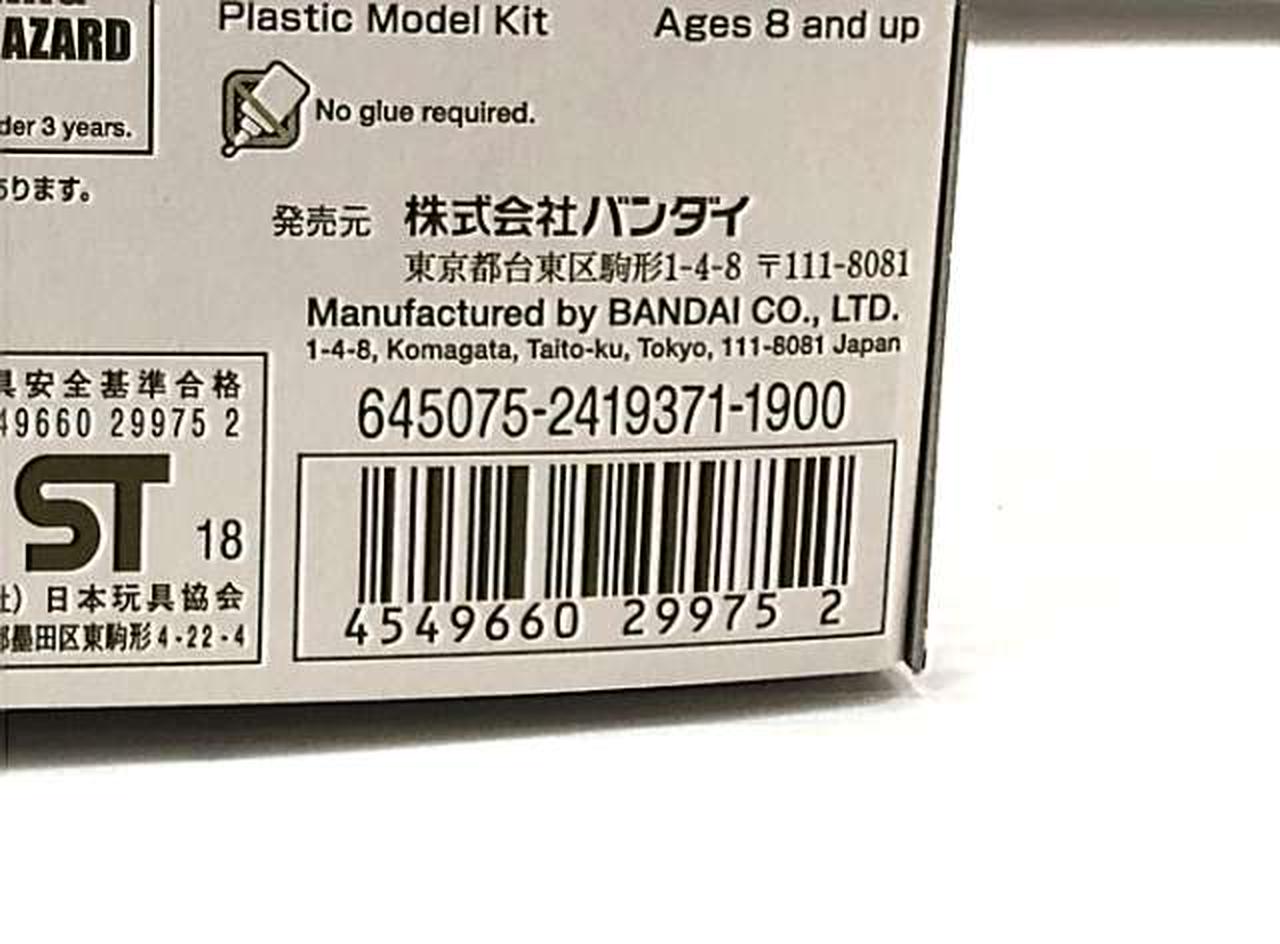 AZARD
Plastic Model Kit
Ages 8 and up
No glue required.
3 years.
ります。
発売元 株式会社バンダイ
東京都台東区駒形1-4-8 〒111-8081
Manufactured by BANDAI CO., LTD.
1-4-8, Komagata, Taito-ku, Tokyo, 111-8081 Japan
645075-2419371-1900
具安全基準合格
49660 29975 2
ST
18
日本玩具協会
墨田区東駒形4-22-4
4549660 29975 2